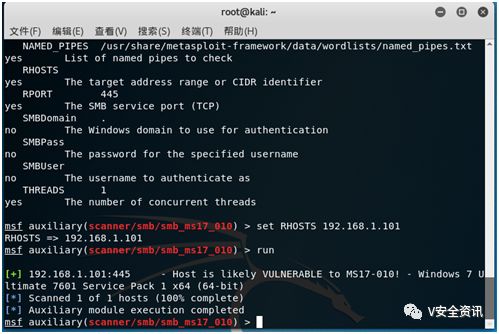 root@kali: ~
文件(F) 编辑(E) 查看(V) 搜索(S) 终端(T) 帮助(H)
NAMED_PIPES /usr/share/metasploit-framework/data/wordlists/named_pipes.txt
yes List of named pipes to check
RHOSTS
yes The target address range or CIDR identifier
RPORT 445
yes The SMB service port (TCP)
SMBDomain .
no The Windows domain to use for authentication
SMBPass
no The password for the specified username
SMBUser
no The username to authenticate as
THREADS 1
yes The number of concurrent threads
msf auxiliary(scanner/smb/smb_ms17_010) > set RHOSTS 192.168.1.101
RHOSTS => 192.168.1.101
msf auxiliary(scanner/smb/smb_ms17_010) > run
[+] 192.168.1.101:445 - Host is likely VULNERABLE to MS17-010! - Windows 7 U
ltimate 7601 Service Pack 1 x64 (64-bit)
[*] Scanned 1 of 1 hosts (100% complete)
[*] Auxiliary module execution completed
msf auxiliary(scanner/smb/smb_ms17_010) >
V安全资讯